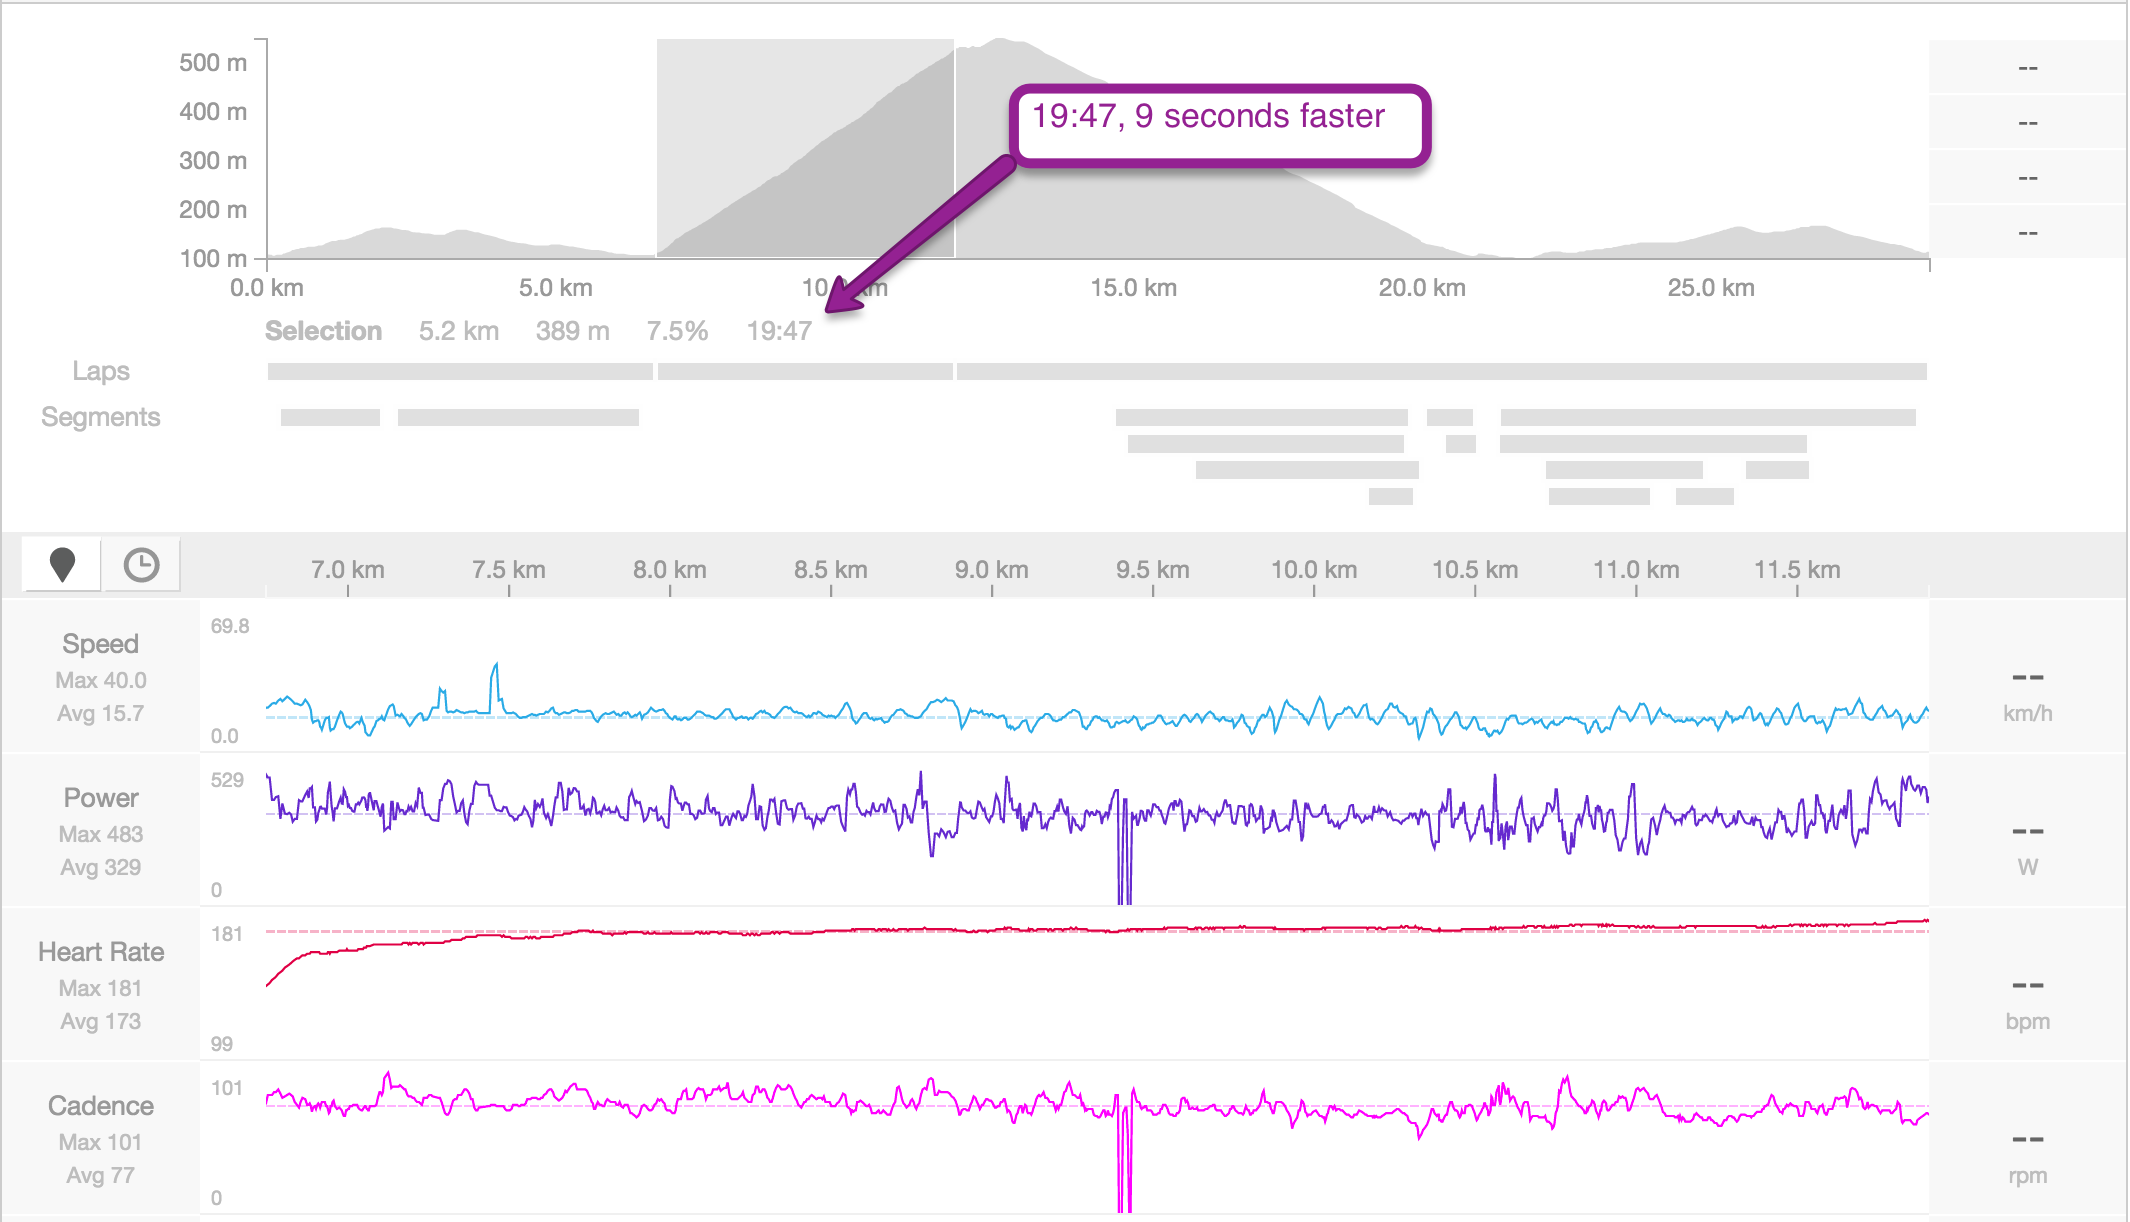 500 m
400 m
300 m
200 m
100 m
19:47, 9 seconds faster
--
--
--
--
0.0 km 5.0 km 10.0 km 15.0 km 20.0 km 25.0 km
Selection 5.2 km 389 m 7.5% 19:47
Laps
Segments
7.0 km 7.5 km 8.0 km 8.5 km 9.0 km 9.5 km 10.0 km 10.5 km 11.0 km 11.5 km
Speed
Max 40.0
Avg 15.7
69.8
0.0
--
km/h
Power
Max 483
Avg 329
529
0
--
W
Heart Rate
Max 181
Avg 173
181
99
--
bpm
Cadence
Max 101
Avg 77
101
0
--
rpm